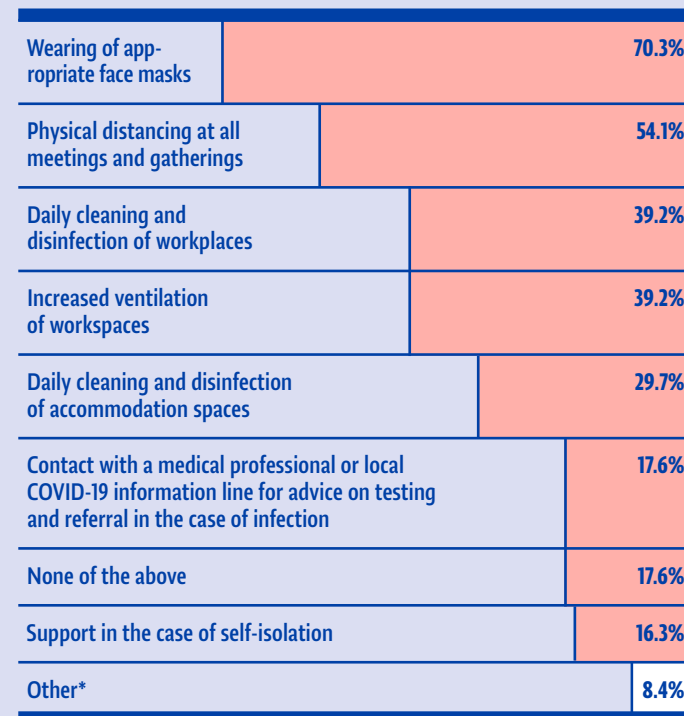 Wearing of app-
ropriate face masks
70.3%
Physical distancing at all
meetings and gatherings
54.1%
Daily cleaning and
disinfection of workplaces
39.2%
Increased ventilation
of workspaces
39.2%
Daily cleaning and disinfection
of accommodation spaces
29.7%
Contact with a medical professional or local
COVID-19 information line for advice on testing
and referral in the case of infection
17.6%
None of the above
17.6%
Support in the case of self-isolation
16.3%
Other*
8.4%